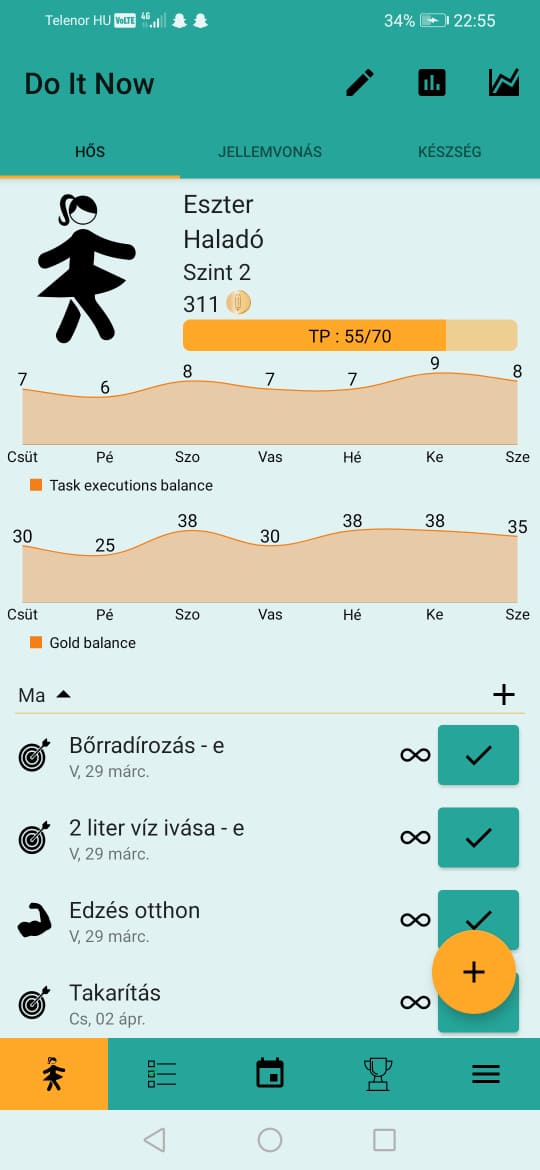 Telenor HU VoLTE 4G 34% 22:55
Do It Now
HŐS JELLEMVONÁS KÉSZSÉG
Eszter
Haladó
Szint 2
311
TP : 55/70
7 6 8 7 7 9 8
Csüt Pé Szo Vas Hé Ke Sze
Task executions balance
30 25 38 30 38 38 35
Csüt Pé Szo Vas Hé Ke Sze
Gold balance
Ma
Bőrradírozás - e
V, 29 márc.
2 liter víz ivása - e
V, 29 márc.
Edzés otthon
V, 29 márc.
Takarítás
Cs, 02 ápr.